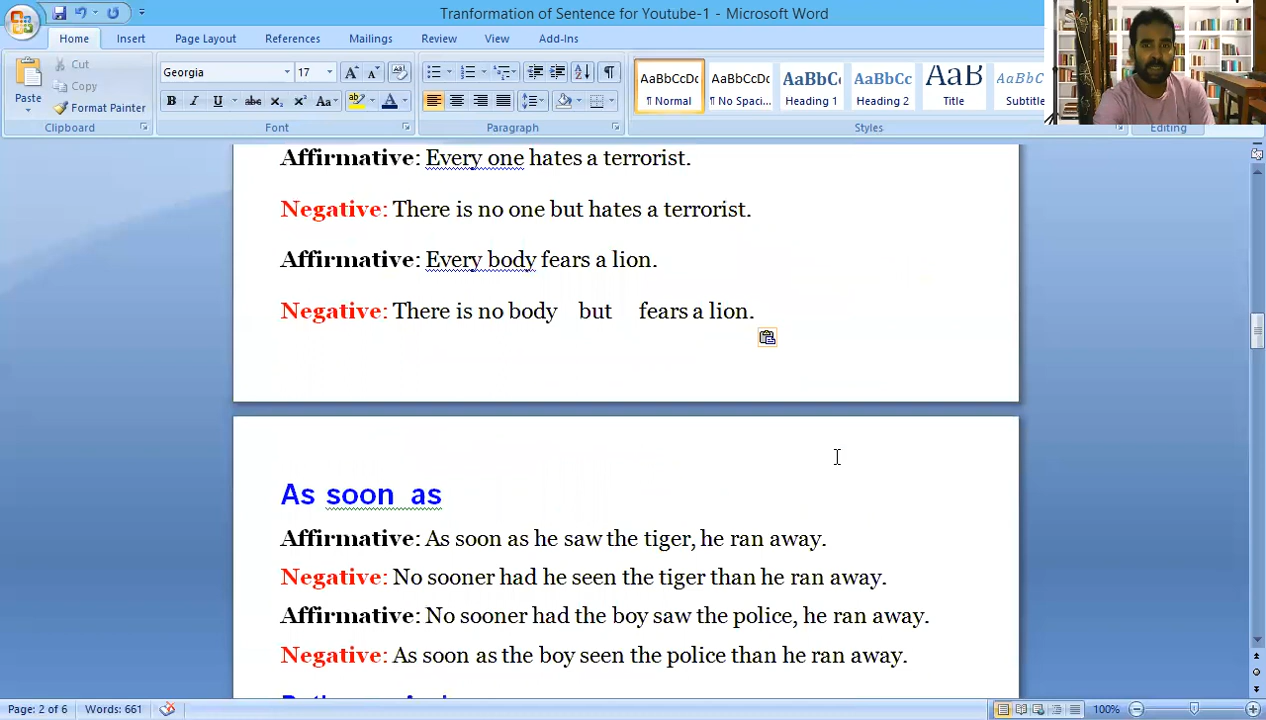 Tranformation of Sentence for Youtube-1 - Microsoft Word
Home Insert Page Layout References Mailings Review View Add-Ins
Paste Cut Copy Format Painter
Clipboard
Georgia 17
Font
Paragraph
AaBbCcDc AaBbCcDc AaBbC AaBbCc AaB AaBbCc
¶ Normal ¶ No Spaci... Heading 1 Heading 2 Title Subtitle
Styles
Editing
Affirmative: Every one hates a terrorist.
Negative: There is no one but hates a terrorist.
Affirmative: Every body fears a lion.
Negative: There is no body but fears a lion.
As soon as
Affirmative: As soon as he saw the tiger, he ran away.
Negative: No sooner had he seen the tiger than he ran away.
Affirmative: No sooner had the boy saw the police, he ran away.
Negative: As soon as the boy seen the police than he ran away.
Page: 2 of 6 Words: 661 100%